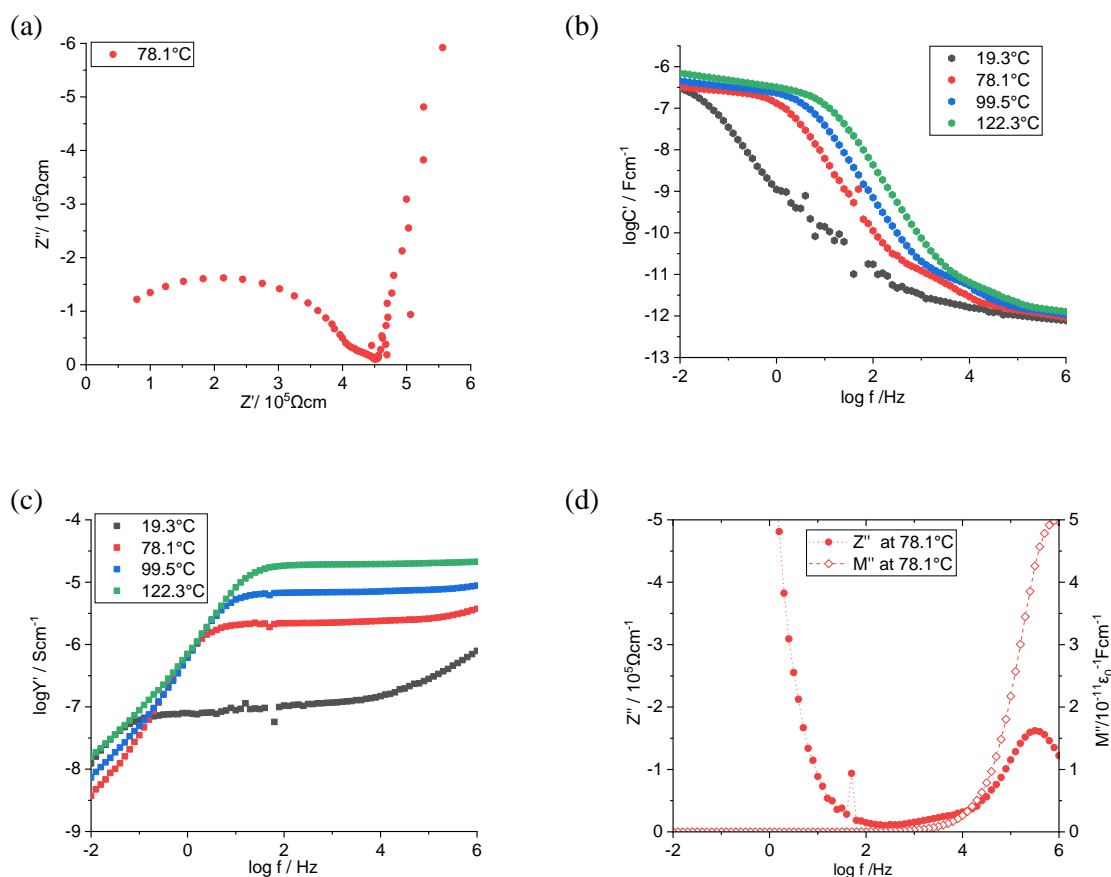 (a)
78.1°C
-6
-5
-4
-3
-2
-1
0
Z''/ 10⁵Ωcm
0 1 2 3 4 5 6
Z'/ 10⁵Ωcm
(b)
19.3°C
78.1°C
99.5°C
122.3°C
-6
-7
-8
-9
-10
-11
-12
-13
logC' / Fcm⁻¹
-2 0 2 4 6
log f /Hz
(c)
19.3°C
78.1°C
99.5°C
122.3°C
-4
-5
-6
-7
-8
-9
logY' / Scm⁻¹
-2 0 2 4 6
log f / Hz
(d)
Z'' at 78.1°C
M'' at 78.1°C
-5
-4
-3
-2
-1
0
Z'' / 10⁵Ωcm
5
4
3
2
1
0
M''/10⁻¹¹ε₀⁻¹Fcm⁻¹
-2 0 2 4 6
log f /Hz